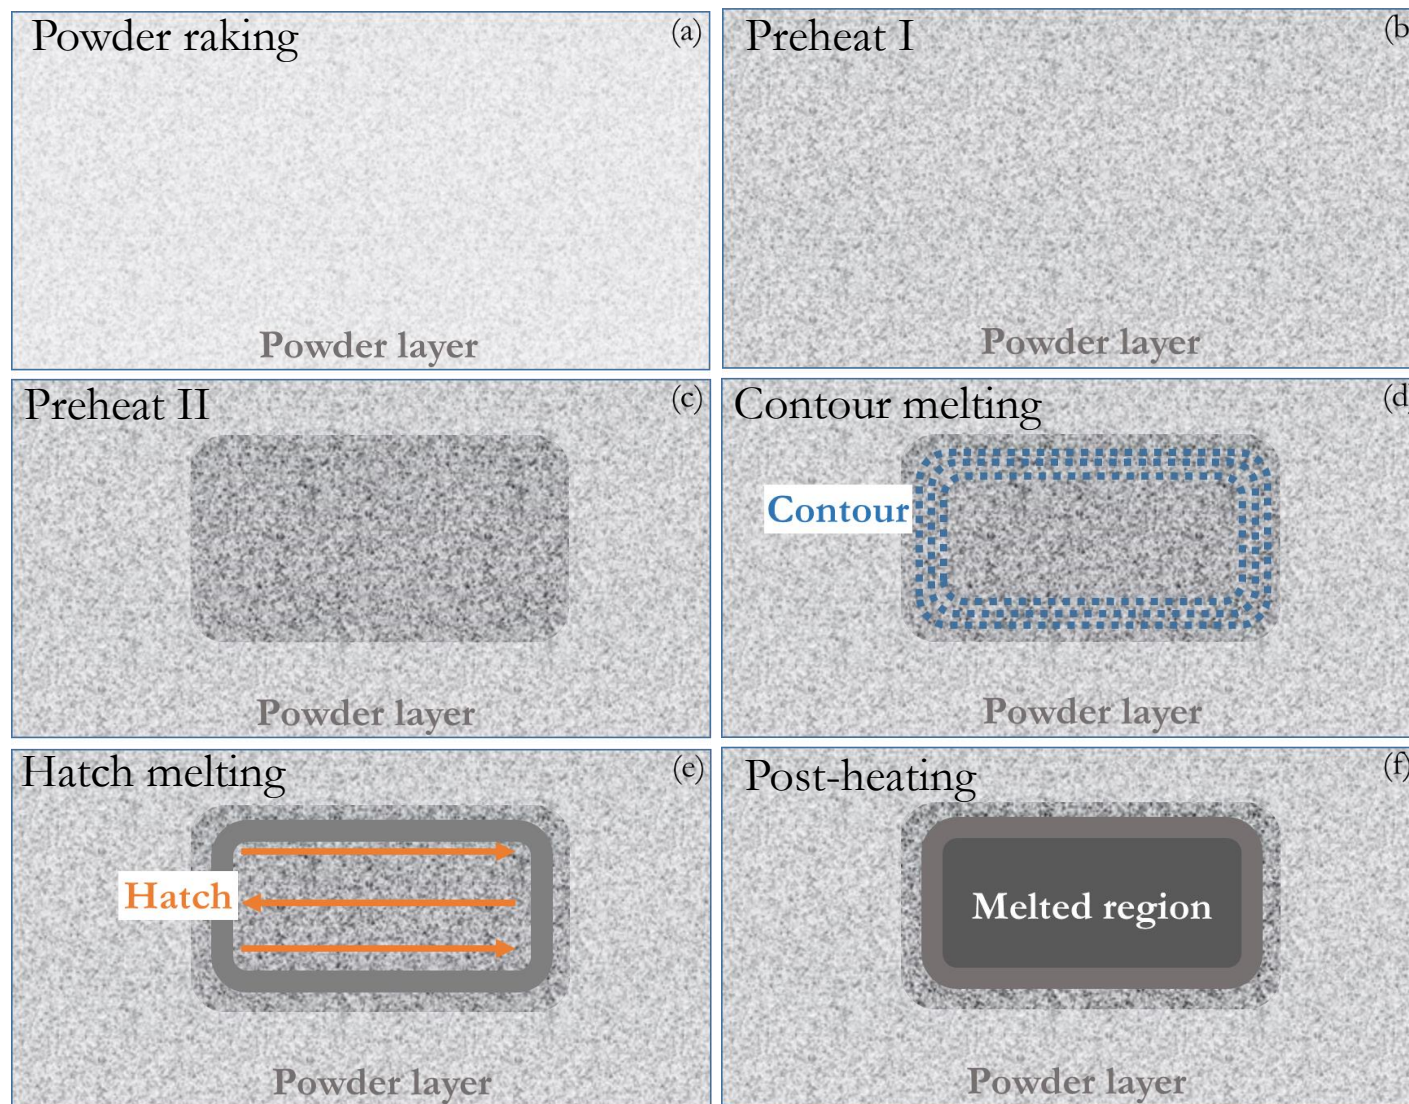 Powder raking
(a)
Powder layer
Preheat I
(b
Powder layer
Preheat II
(c)
Powder layer
Contour melting
(d
Contour
Powder layer
Hatch melting
(e)
Hatch
Powder layer
Post-heating
(f)
Melted region
Powder layer